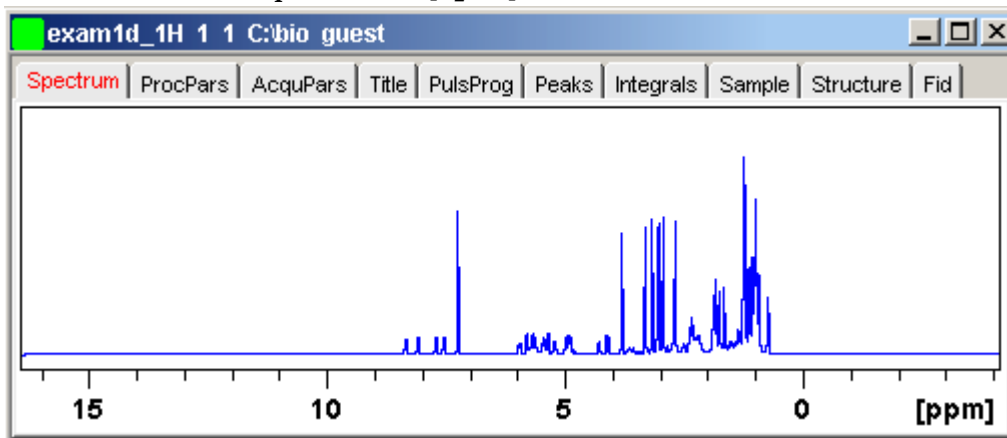 exam1d_1H 1 1 C:\bio guest
Spectrum ProcPars AcquPars Title PulsProg Peaks Integrals Sample Structure Fid
15 10 5 0 [ppm]